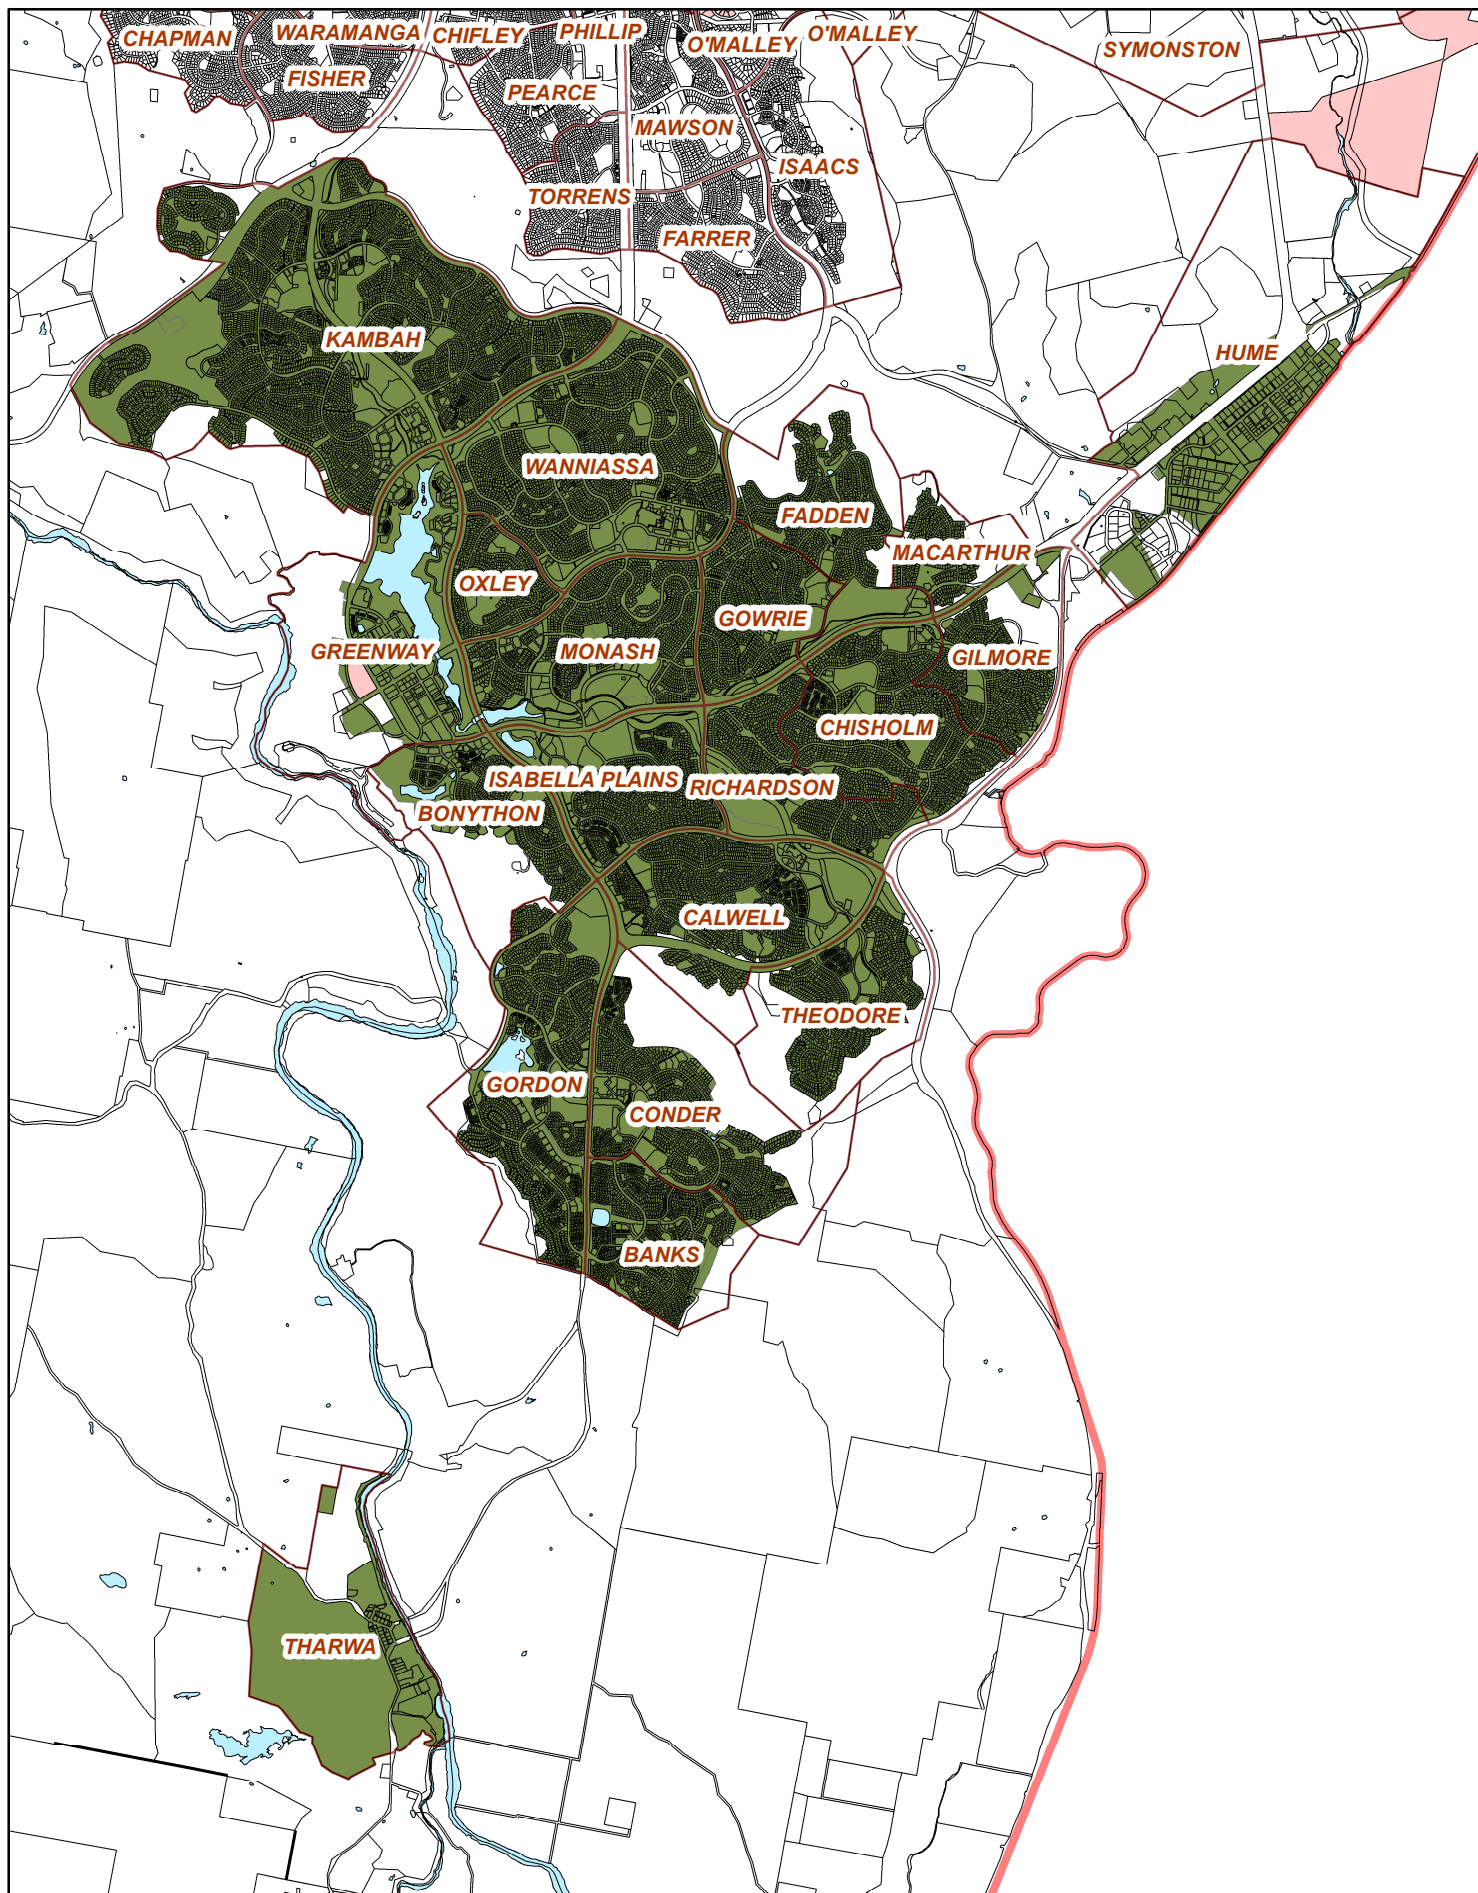 CHAPMAN
WARAMANGA
CHIFLEY
PHILLIP
O'MALLEY
O'MALLEY
SYMONSTON
FISHER
PEARCE
MAWSON
ISAACS
TORRENS
FARRER
KAMBAH
HUME
WANNIASSA
FADDEN
MACARTHUR
OXLEY
GOWRIE
GREENWAY
MONASH
GILMORE
CHISHOLM
ISABELLA PLAINS
RICHARDSON
BONYTHON
CALWELL
THEODORE
GORDON
CONDER
BANKS
THARWA